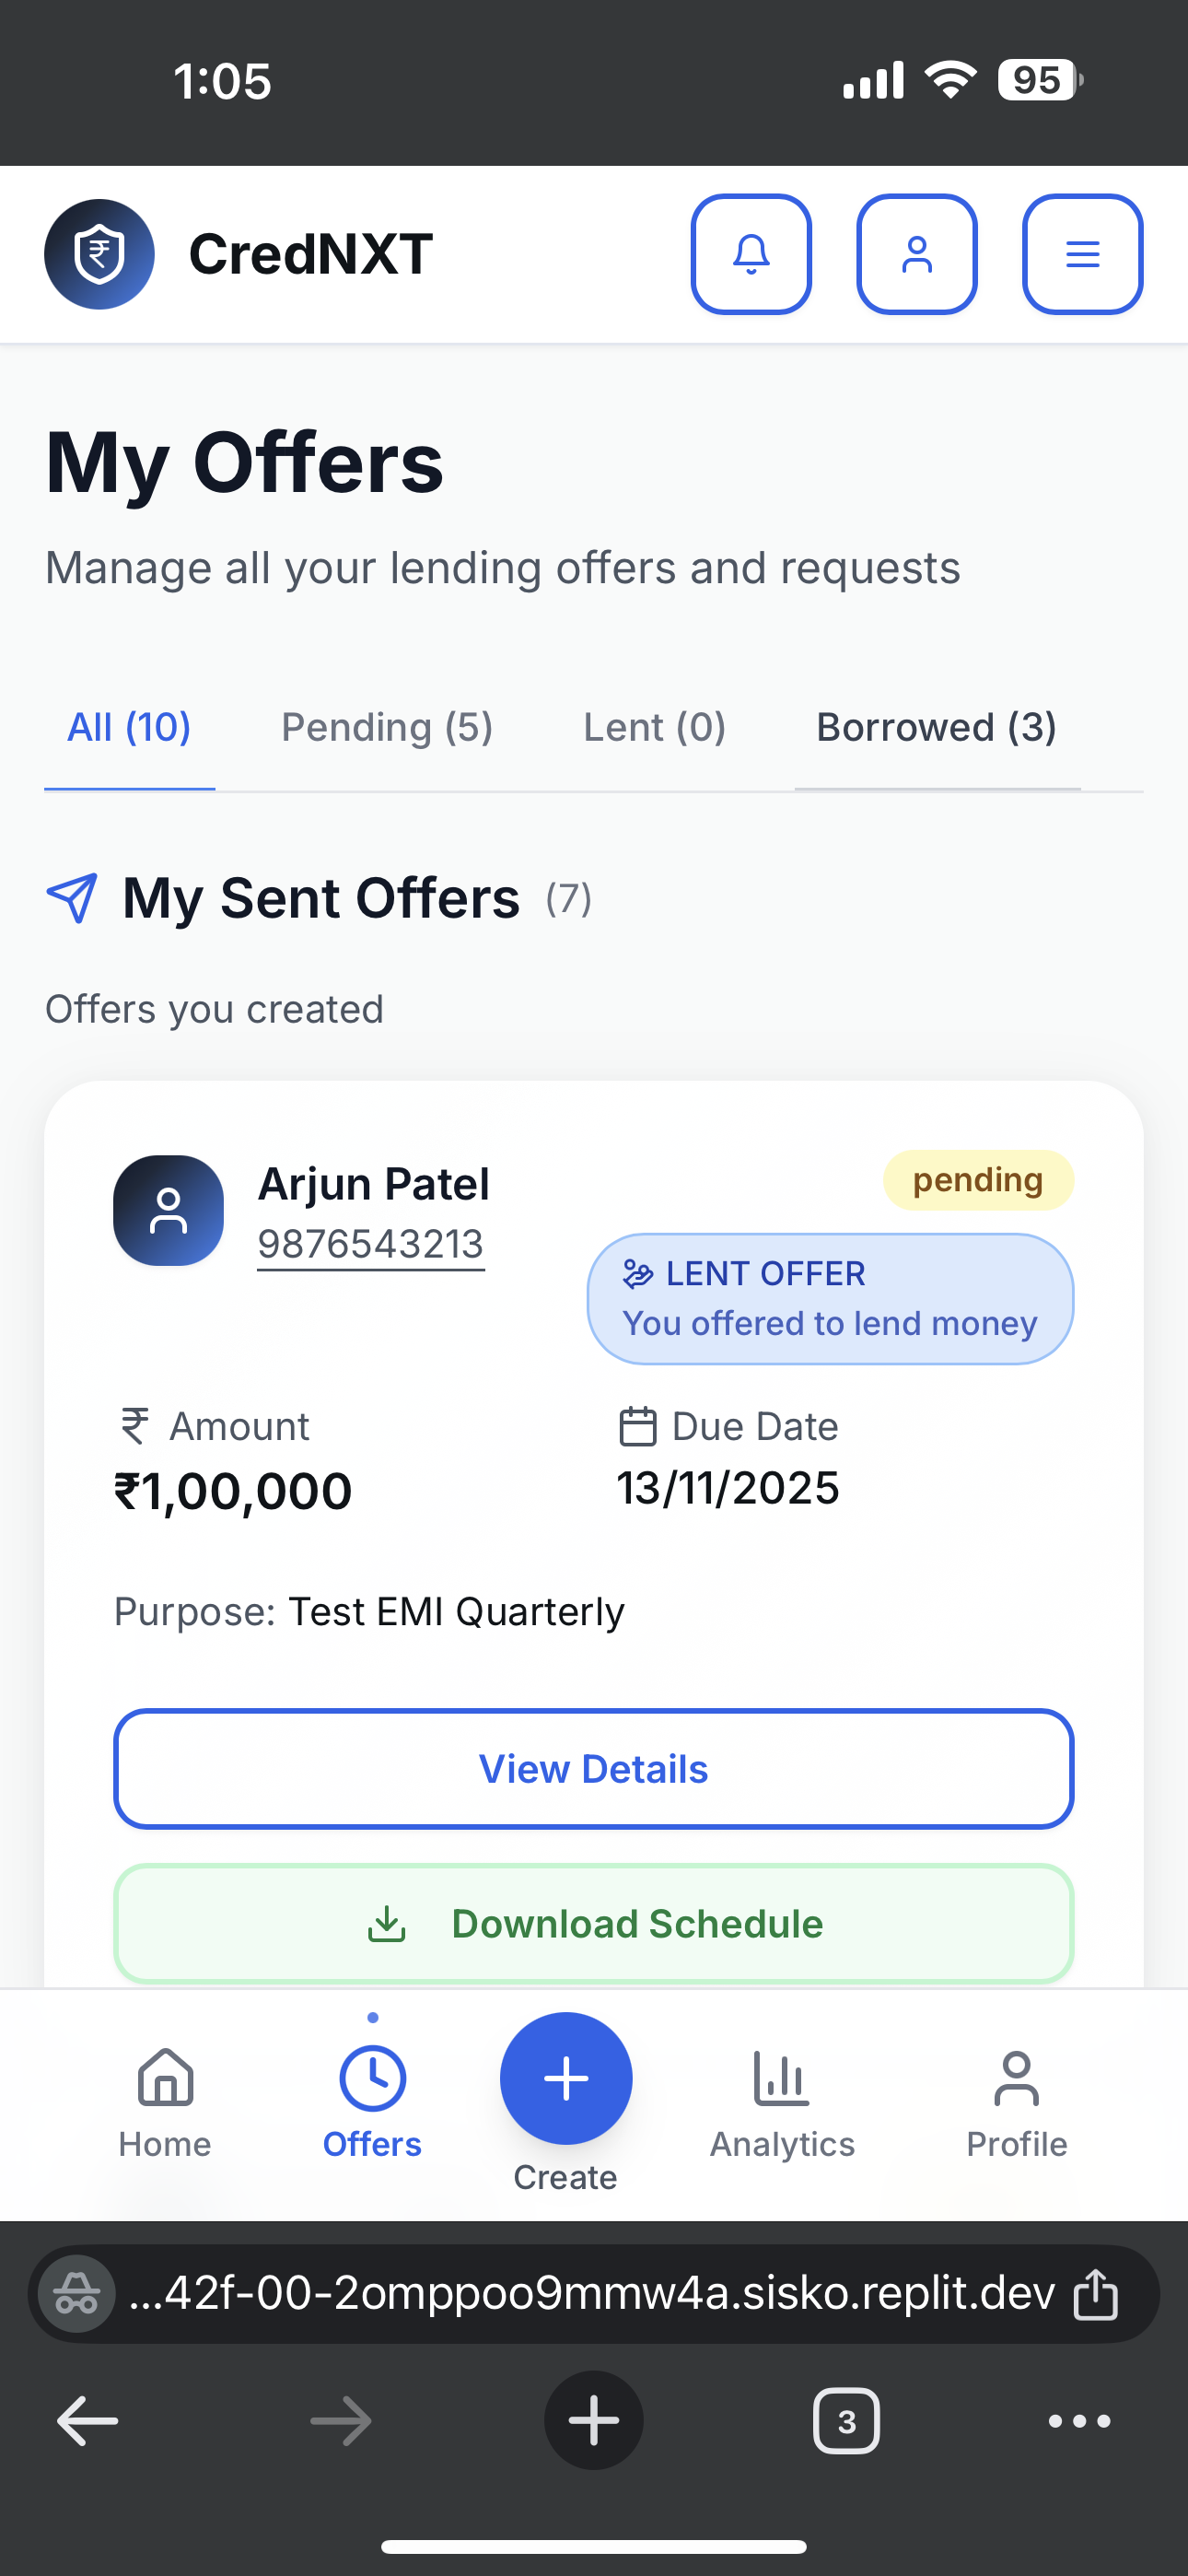 1:05
95
CredNXT
My Offers
Manage all your lending offers and requests
All (10) Pending (5) Lent (0) Borrowed (3)
My Sent Offers (7)
Offers you created
Arjun Patel
pending
9876543213
LENT OFFER
You offered to lend money
₹ Amount
Due Date
₹1,00,000
13/11/2025
Purpose: Test EMI Quarterly
View Details
Download Schedule
Home Offers Create Analytics Profile
...42f-00-2omppoo9mmw4a.sisko.replit.dev
3